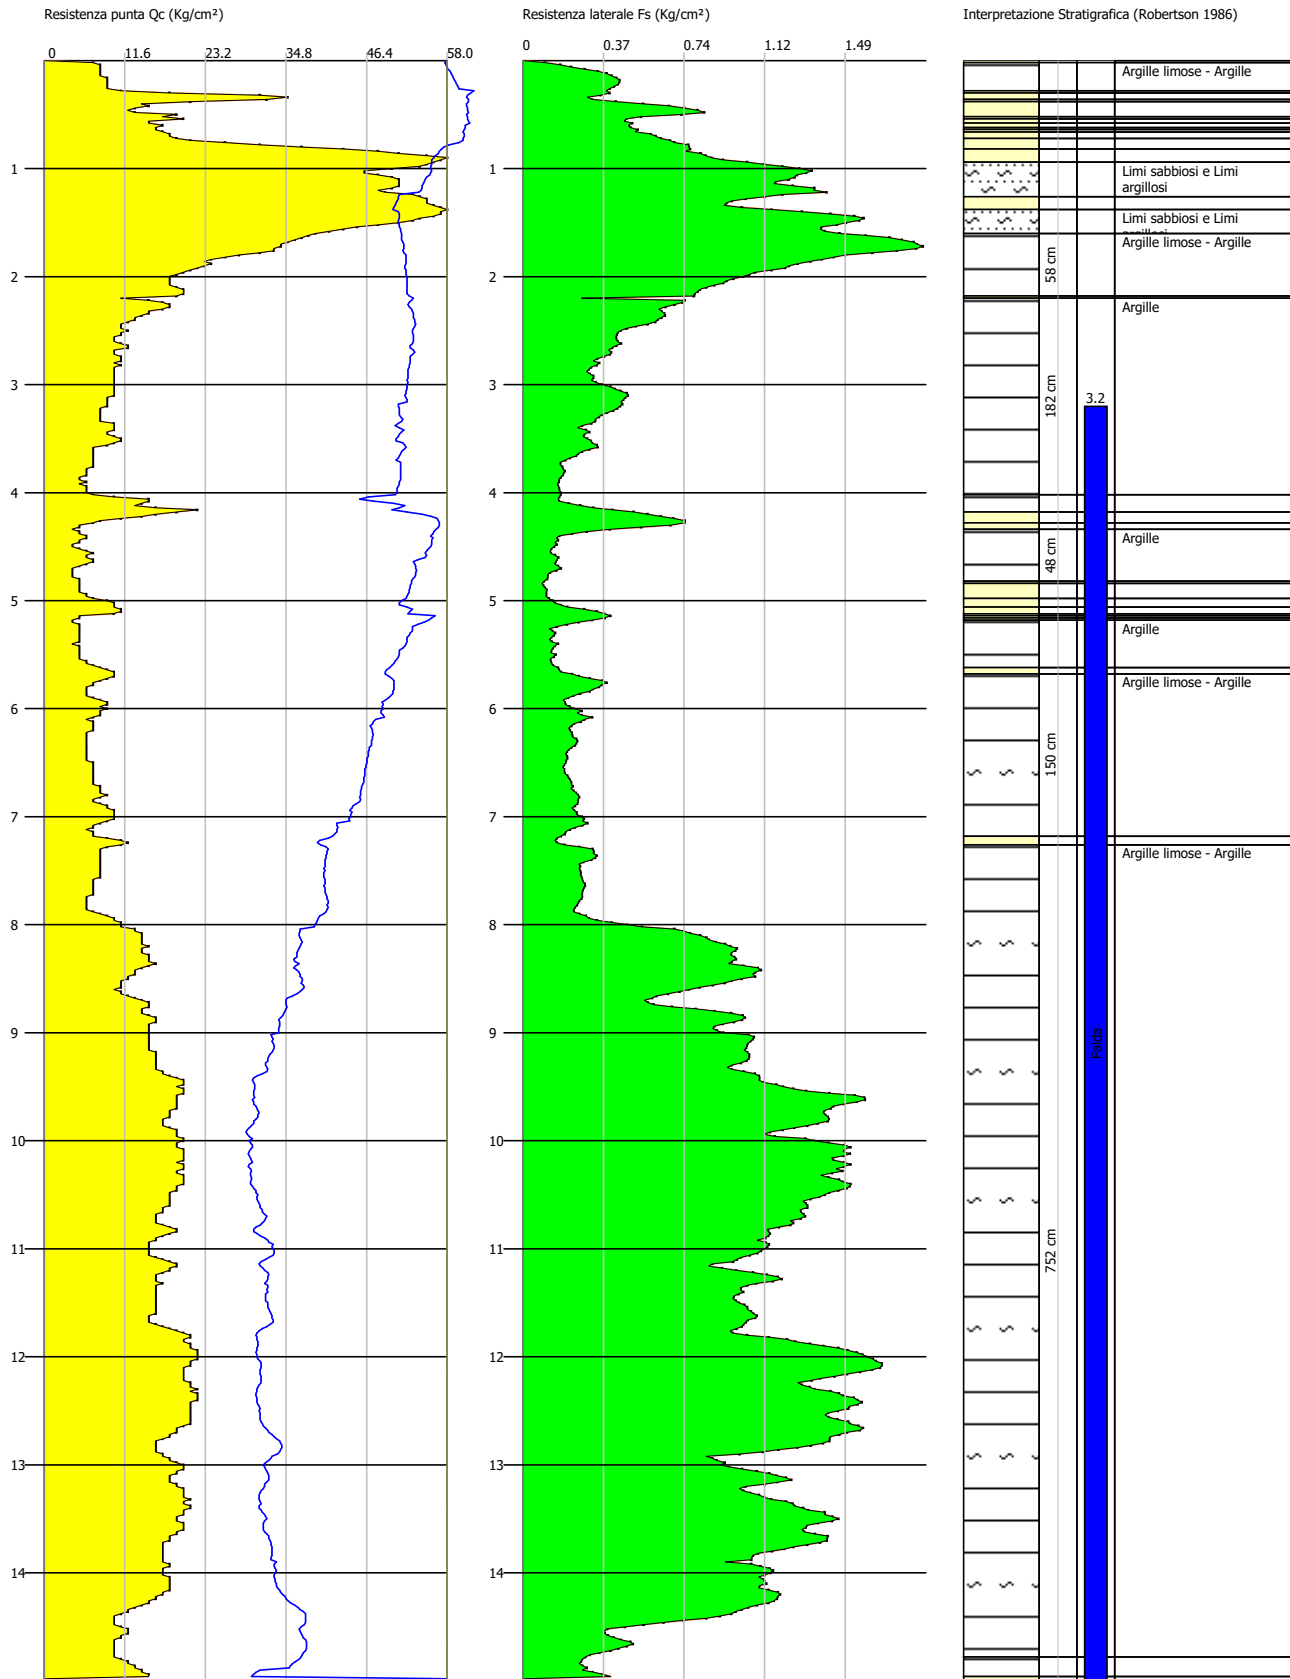 Resistenza punta Qc (Kg/cm²)
Resistenza laterale Fs (Kg/cm²)
Interpretazione Stratigrafica (Robertson 1986)
0 11.6 23.2 34.8 46.4 58.0
0 0.37 0.74 1.12 1.49
Argille limose - Argille
1 1
Limi sabbiosi e Limi
argillosi
Limi sabbiosi e Limi
argillosi
Argille limose - Argille
58 cm
2 2
Argille
3 3
182 cm
3.2
4 4
Argille
48 cm
5 5
Argille
Argille limose - Argille
6 6
150 cm
7 7
Argille limose - Argille
8 8
9 9
Falda
10 10
11 11
752 cm
12 12
13 13
14 14